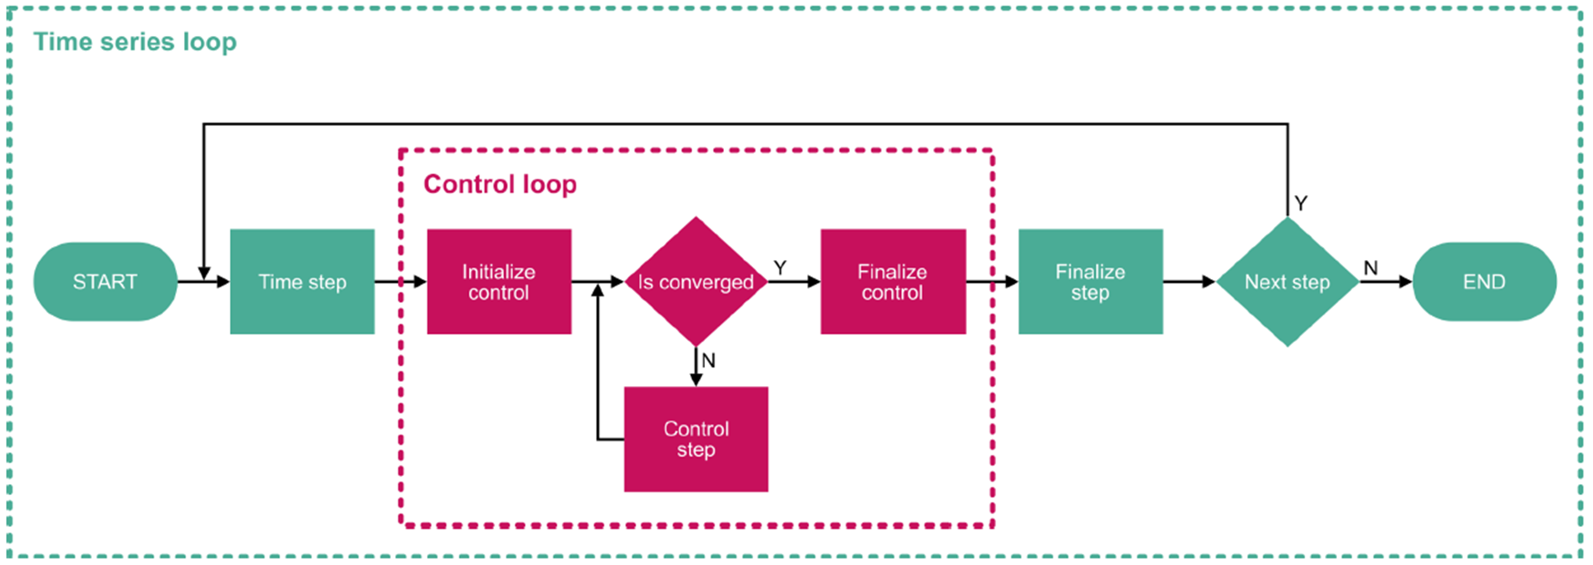 Time series loop
Control loop
START
Time step
Initialize
control
Is converged
Y
N
Control
step
Finalize
control
Finalize
step
Next step
Y
N
END